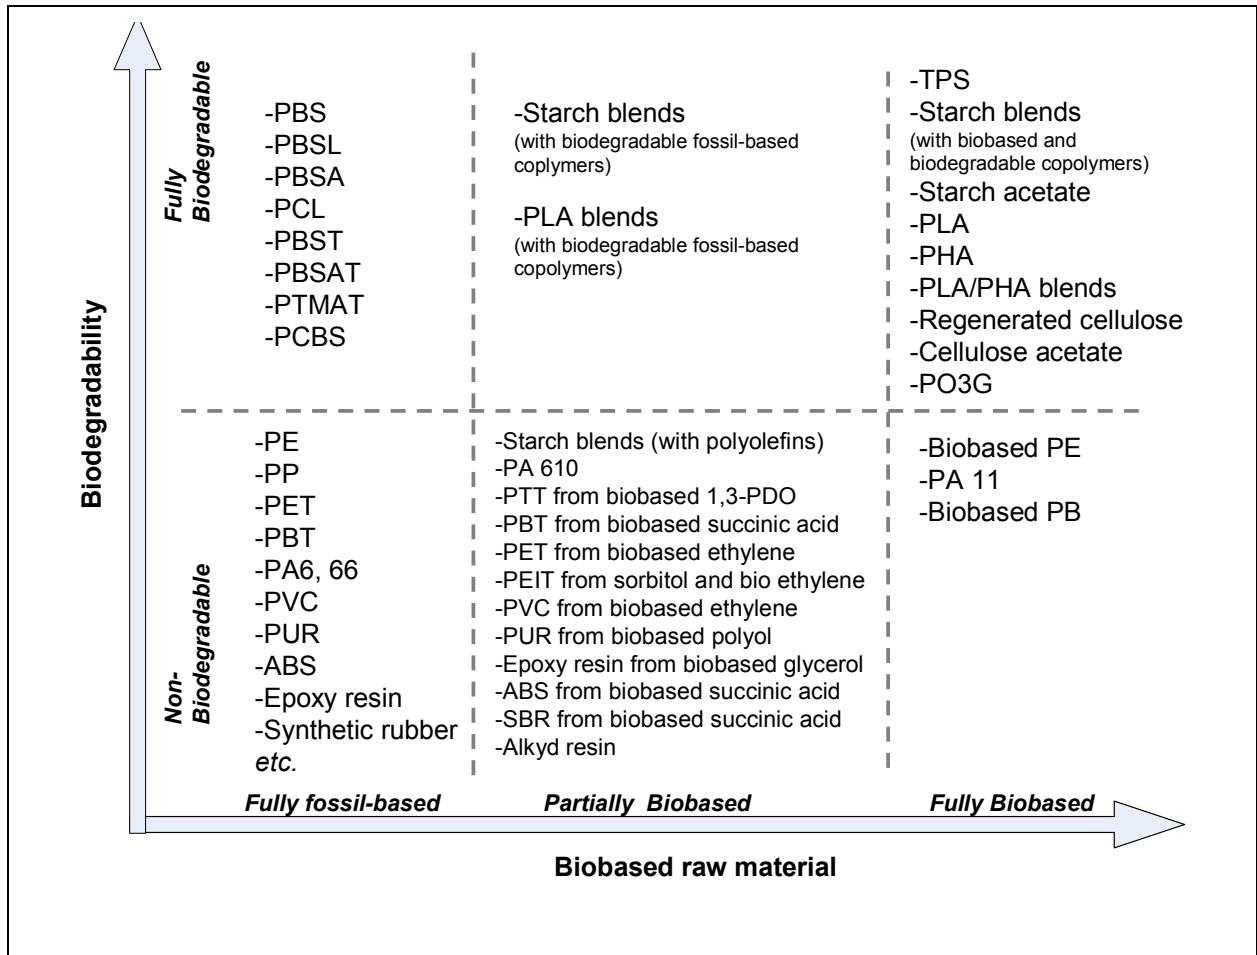 Biodegradability
Fully
Biodegradable
-PBS
-PBSL
-PBSA
-PCL
-PBST
-PBSAT
-PTMAT
-PCBS
-Starch blends
(with biodegradable fossil-based
coplymers)
-PLA blends
(with biodegradable fossil-based
copolymers)
-TPS
-Starch blends
(with biobased and
biodegradable copolymers)
-Starch acetate
-PLA
-PHA
-PLA/PHA blends
-Regenerated cellulose
-Cellulose acetate
-PO3G
Non-
Biodegradable
-PE
-PP
-PET
-PBT
-PA6, 66
-PVC
-PUR
-ABS
-Epoxy resin
-Synthetic rubber
etc.
-Starch blends (with polyolefins)
-PA 610
-PTT from biobased 1,3-PDO
-PBT from biobased succinic acid
-PET from biobased ethylene
-PEIT from sorbitol and bio ethylene
-PVC from biobased ethylene
-PUR from biobased polyol
-Epoxy resin from biobased glycerol
-ABS from biobased succinic acid
-SBR from biobased succinic acid
-Alkyd resin
-Biobased PE
-PA 11
-Biobased PB
Fully fossil-based
Partially Biobased
Fully Biobased
Biobased raw material